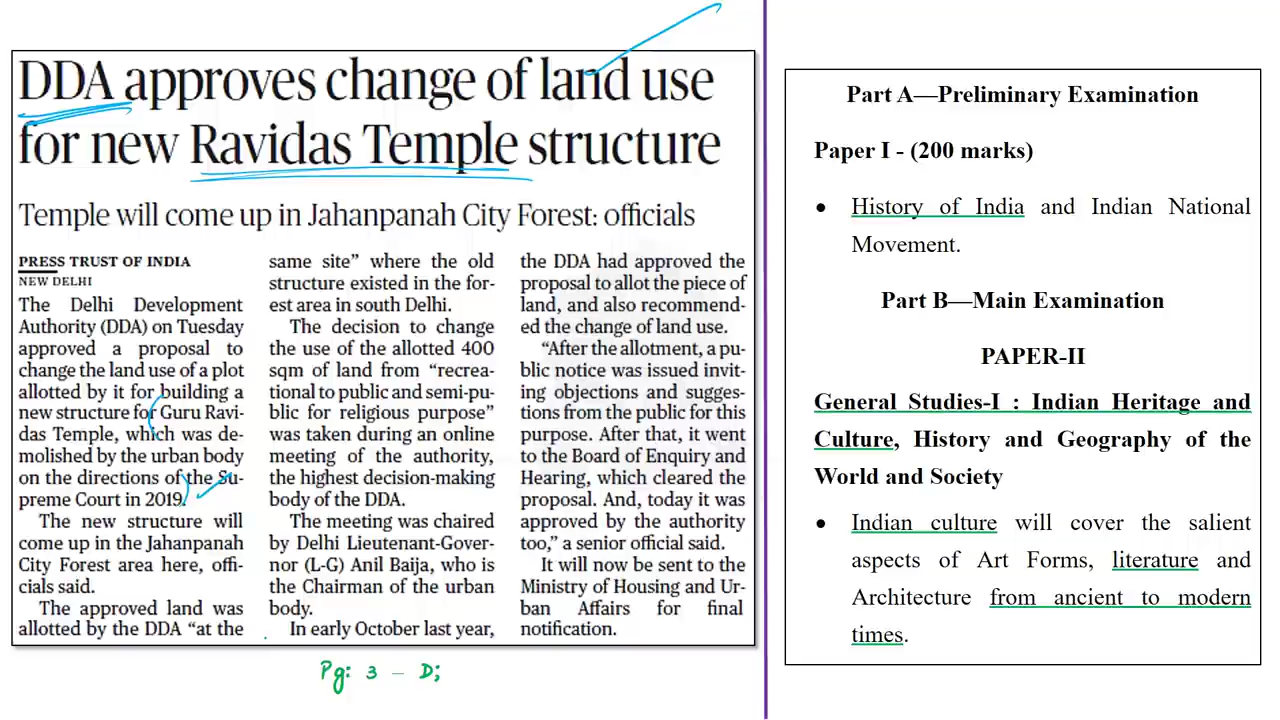 DDA approves change of land use
for new Ravidas Temple structure
Temple will come up in Jahanpanah City Forest: officials
PRESS TRUST OF INDIA
NEW DELHI
The Delhi Development
Authority (DDA) on Tuesday
approved a proposal to
change the land use of a plot
allotted by it for building a
new structure for Guru Ravi-
das Temple, which was de-
molished by the urban body
on the directions of the Su-
preme Court in 2019.
The new structure will
come up in the Jahanpanah
City Forest area here, offi-
cials said.
The approved land was
allotted by the DDA “at the
same site” where the old
structure existed in the for-
est area in south Delhi.
The decision to change
the use of the allotted 400
sqm of land from “recrea-
tional to public and semi-pu-
blic for religious purpose”
was taken during an online
meeting of the authority,
the highest decision-making
body of the DDA.
The meeting was chaired
by Delhi Lieutenant-Gover-
nor (L-G) Anil Baija, who is
the Chairman of the urban
body.
In early October last year,
the DDA had approved the
proposal to allot the piece of
land, and also recommend-
ed the change of land use.
“After the allotment, a pu-
blic notice was issued invit-
ing objections and sugges-
tions from the public for this
purpose. After that, it went
to the Board of Enquiry and
Hearing, which cleared the
proposal. And, today it was
approved by the authority
too,” a senior official said.
It will now be sent to the
Ministry of Housing and Ur-
ban Affairs for final
notification.
Pg: 3 – D;
Part A—Preliminary Examination
Paper I - (200 marks)
● History of India and Indian National
Movement.
Part B—Main Examination
PAPER-II
General Studies-I : Indian Heritage and
Culture, History and Geography of the
World and Society
● Indian culture will cover the salient
aspects of Art Forms, literature and
Architecture from ancient to modern
times.